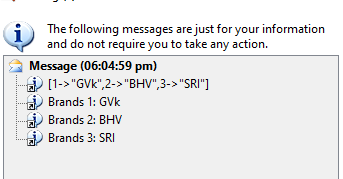 The following messages are just for your information
and do not require you to take any action.
Message (06:04:59 pm)
[1->"GVk",2->"BHV",3->"SRI"]
Brands 1: GVk
Brands 2: BHV
Brands 3: SRI